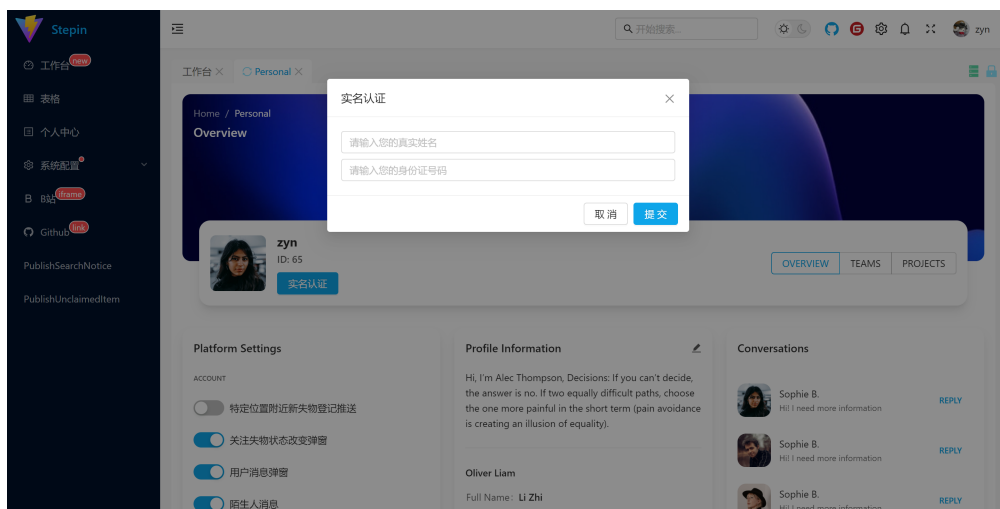 Stepin
开始搜索...
zyn
工作台 new
表格
个人中心
系统配置
B站 iframe
Github link
PublishSearchNotice
PublishUnclaimedItem
工作台
Personal
Home / Personal
Overview
实名认证
请输入您的真实姓名
请输入您的身份证号码
取 消
提 交
zyn
ID: 65
实名认证
OVERVIEW
TEAMS
PROJECTS
Platform Settings
ACCOUNT
特定位置附近新失物登记推送
关注失物状态改变弹窗
用户消息弹窗
陌生人消息
Profile Information
Hi, I'm Alec Thompson, Decisions: If you can't decide,
the answer is no. If two equally difficult paths, choose
the one more painful in the short term (pain avoidance
is creating an illusion of equality).
Oliver Liam
Full Name: Li Zhi
Conversations
Sophie B.
Hi! I need more information
REPLY
Sophie B.
Hi! I need more information
REPLY
Sophie B.
Hi! I need more information
REPLY